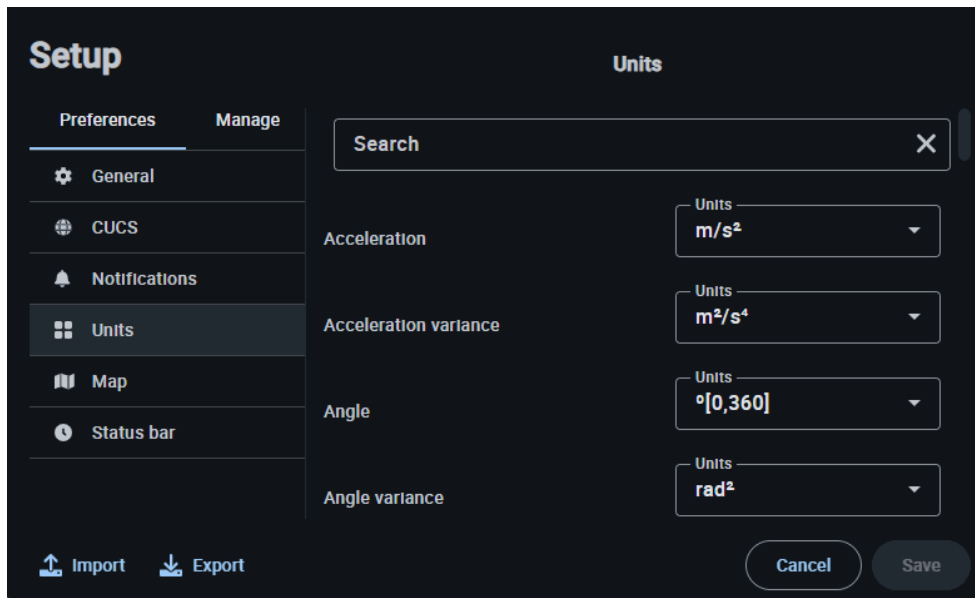 Setup
Units
Preferences Manage
Search
General
CUCS
Notifications
Units
Map
Status bar
Acceleration
Units
m/s²
Acceleration variance
Units
m²/s⁴
Angle
Units
º[0,360]
Angle variance
Units
rad²
Import Export
Cancel Save